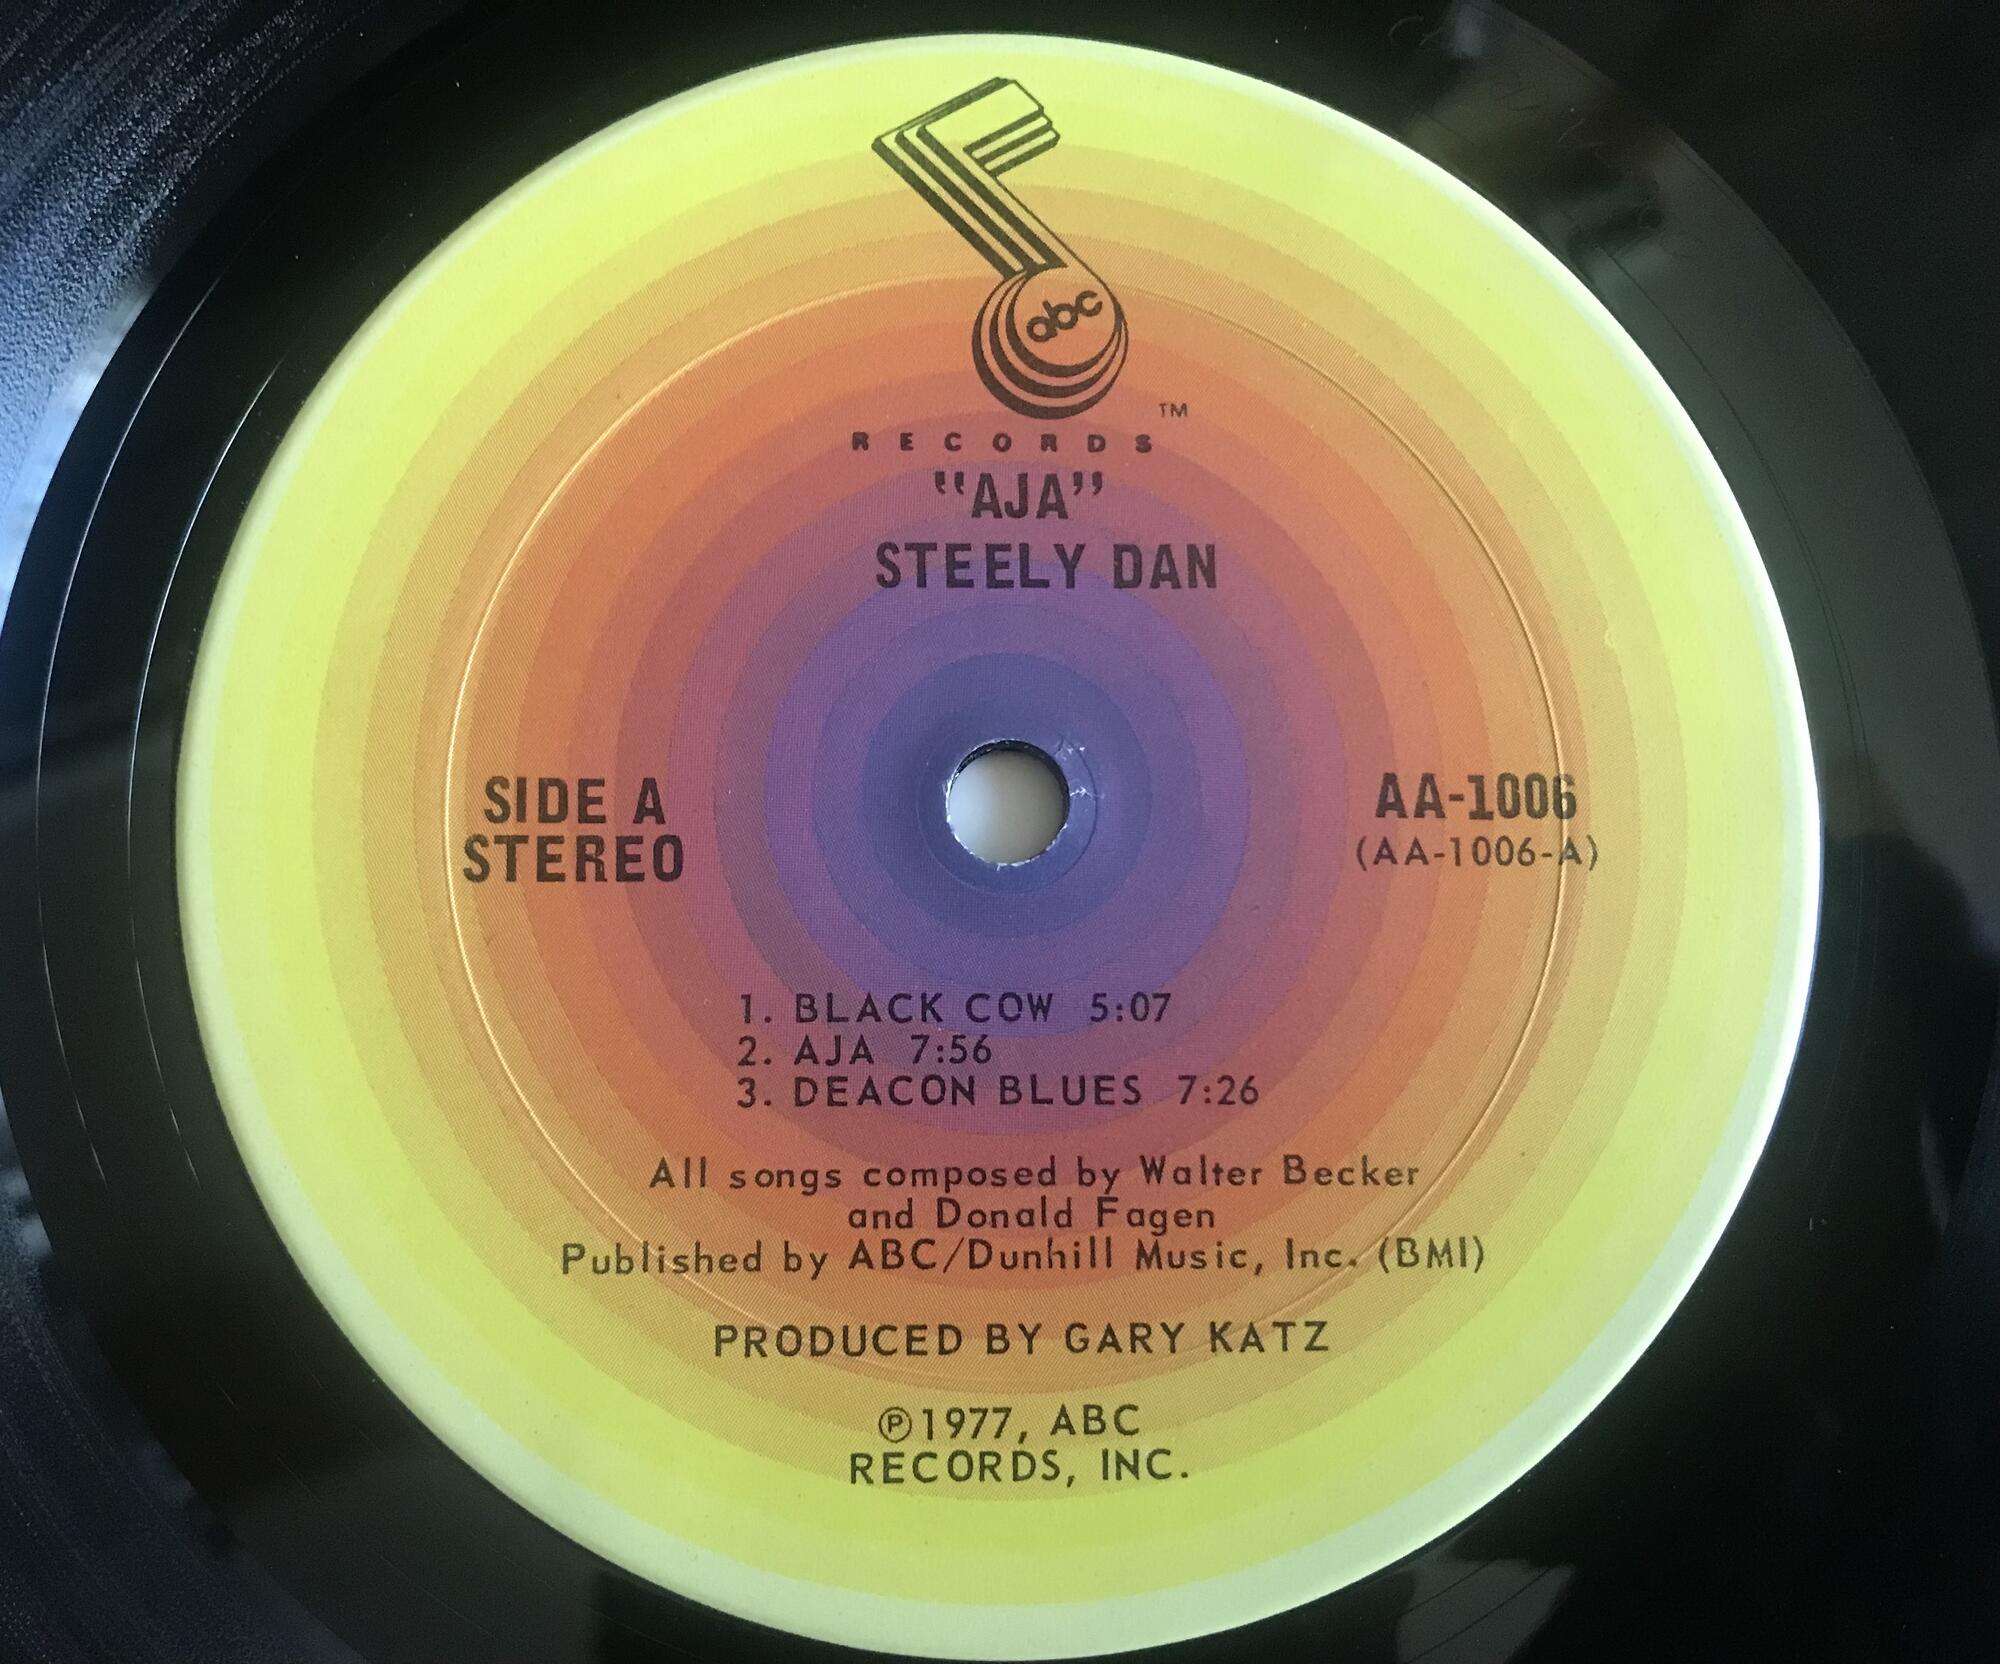 abc
TM
RECORDS
"AJA"
STEELY DAN
SIDE A
STEREO
AA-1006
(AA-1006-A)
1. BLACK COW 5:07
2. AJA 7:56
3. DEACON BLUES 7:26
All songs composed by Walter Becker
and Donald Fagen
Published by ABC/Dunhill Music, Inc. (BMI)
PRODUCED BY GARY KATZ
℗1977, ABC
RECORDS, INC.